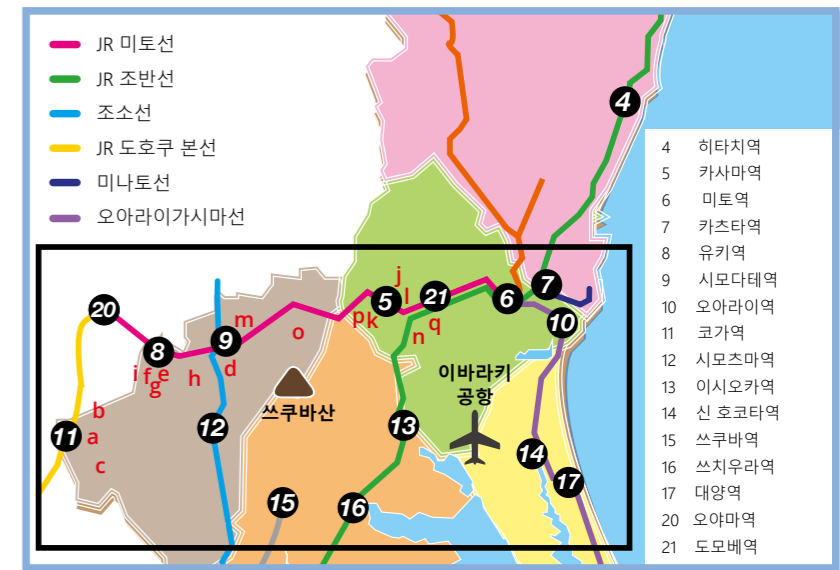 JR 미토선
JR 조반선
조소선
JR 도호쿠 본선
미나토선
오아라이가시마선
4
4 히타치역
5 카사마역
6 미토역
7 카츠타역
8 유키역
9 시모다테역
10 오아라이역
11 코가역
12 시모츠마역
13 이시오카역
14 신 호코타역
15 쓰쿠바역
16 쓰치우라역
17 대양역
20 오야마역
21 도모베역
j
7
20
5
l
21
6
m
p
k
q
10
o
n
9
8
i
f
e
g
h
d
이바라키
공항
쓰쿠바산
b
11
a
12
13
c
14
17
15
16